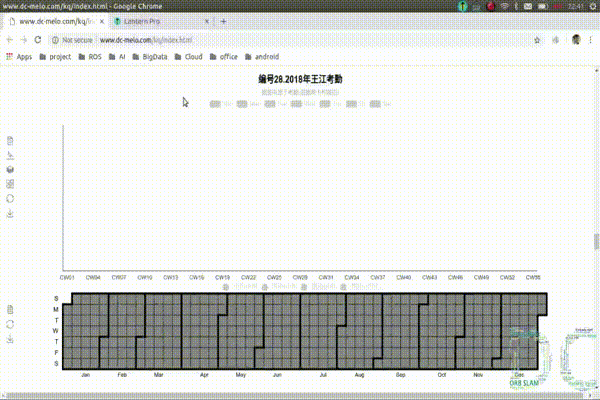 www.dc-melo.com/kq/index.html - Google Chrome
22:41
www.dc-melo.com/kq/in
Lantern Pro
Not secure
www.dc-melo.com/kq/index.html
Apps project ROS AI BigData Cloud office android
编号28.2018年王江考勤
CW01 CW04 CW07 CW10 CW13 CW16 CW19 CW22 CW25 CW28 CW31 CW34 CW37 CW40 CW43 CW46 CW49 CW52
S
M
T
W
T
F
S
Jan Feb Mar Apr May Jun Jul Aug Sep Oct Nov Dec
ORB SLAM